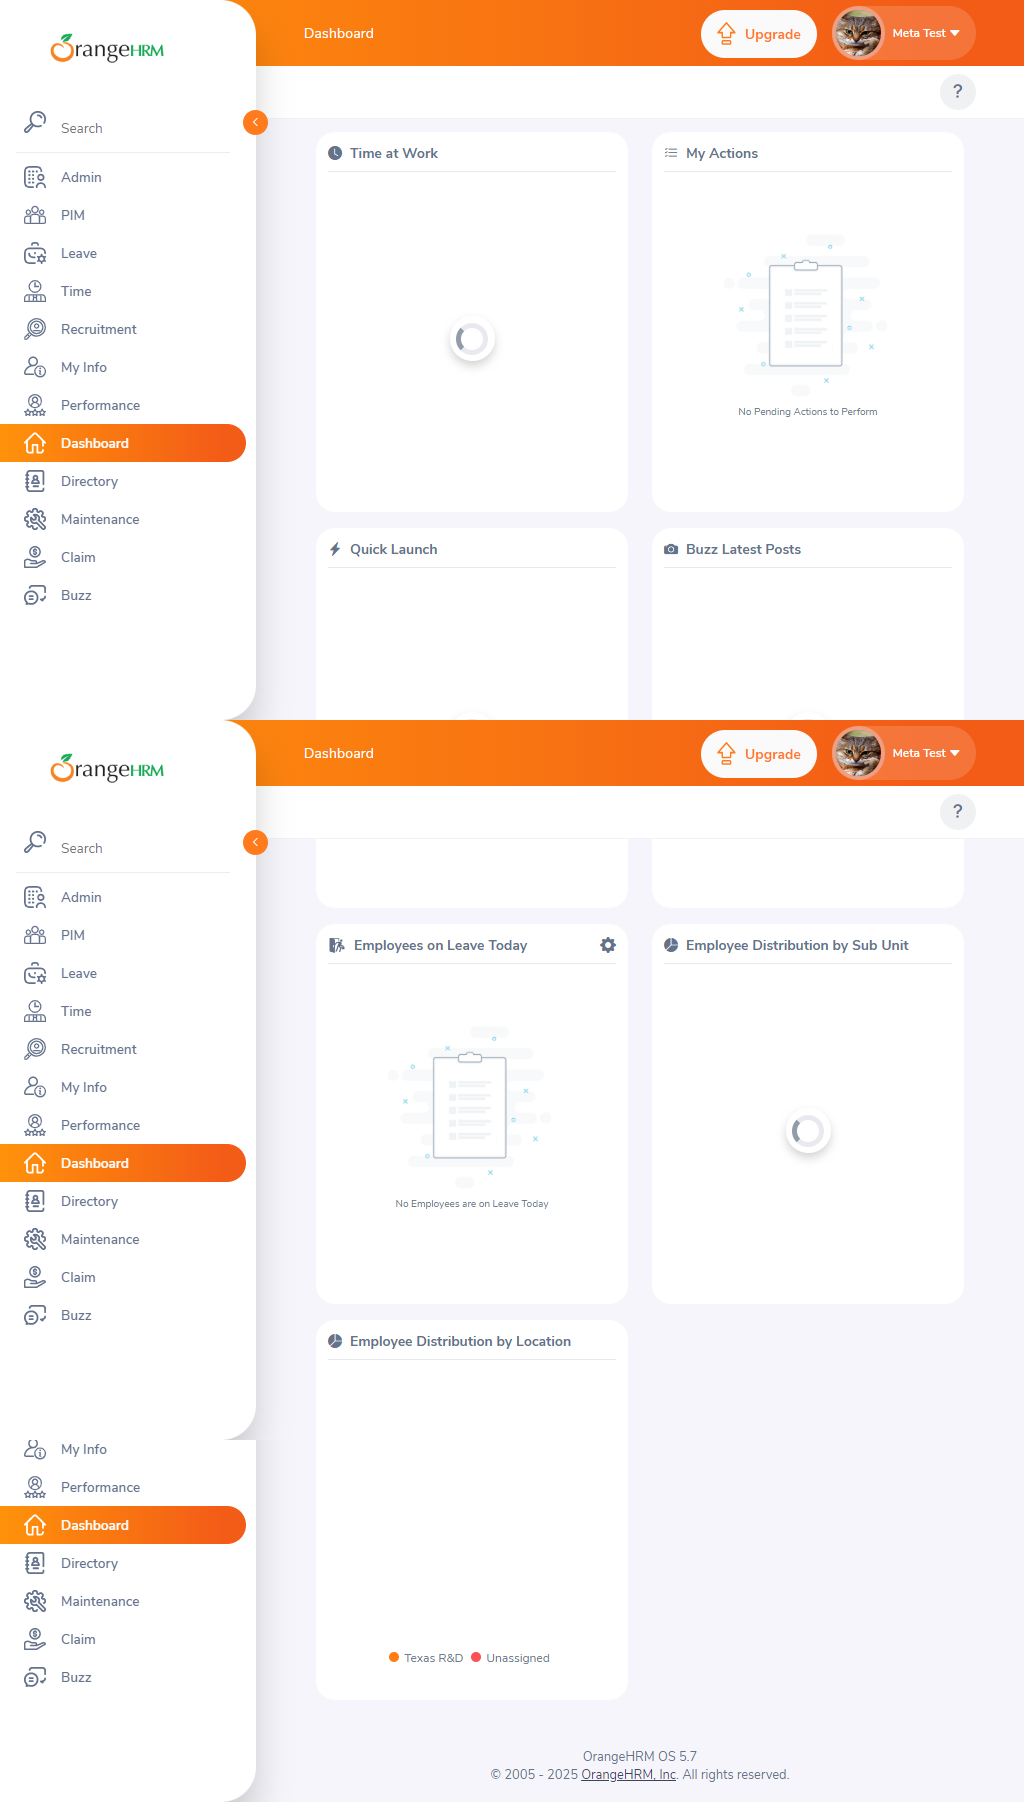 OrangeHRM
Dashboard
Upgrade
Meta Test
?
Search
Admin
PIM
Leave
Time
Recruitment
My Info
Performance
Dashboard
Directory
Maintenance
Claim
Buzz
Time at Work
My Actions
No Pending Actions to Perform
Quick Launch
Buzz Latest Posts
OrangeHRM
Dashboard
Upgrade
Meta Test
?
Search
Admin
PIM
Leave
Time
Recruitment
My Info
Performance
Dashboard
Directory
Maintenance
Claim
Buzz
Employees on Leave Today
Employee Distribution by Sub Unit
No Employees are on Leave Today
Employee Distribution by Location
My Info
Performance
Dashboard
Directory
Maintenance
Claim
Buzz
Texas R&D Unassigned
OrangeHRM OS 5.7
© 2005 - 2025 OrangeHRM, Inc. All rights reserved.